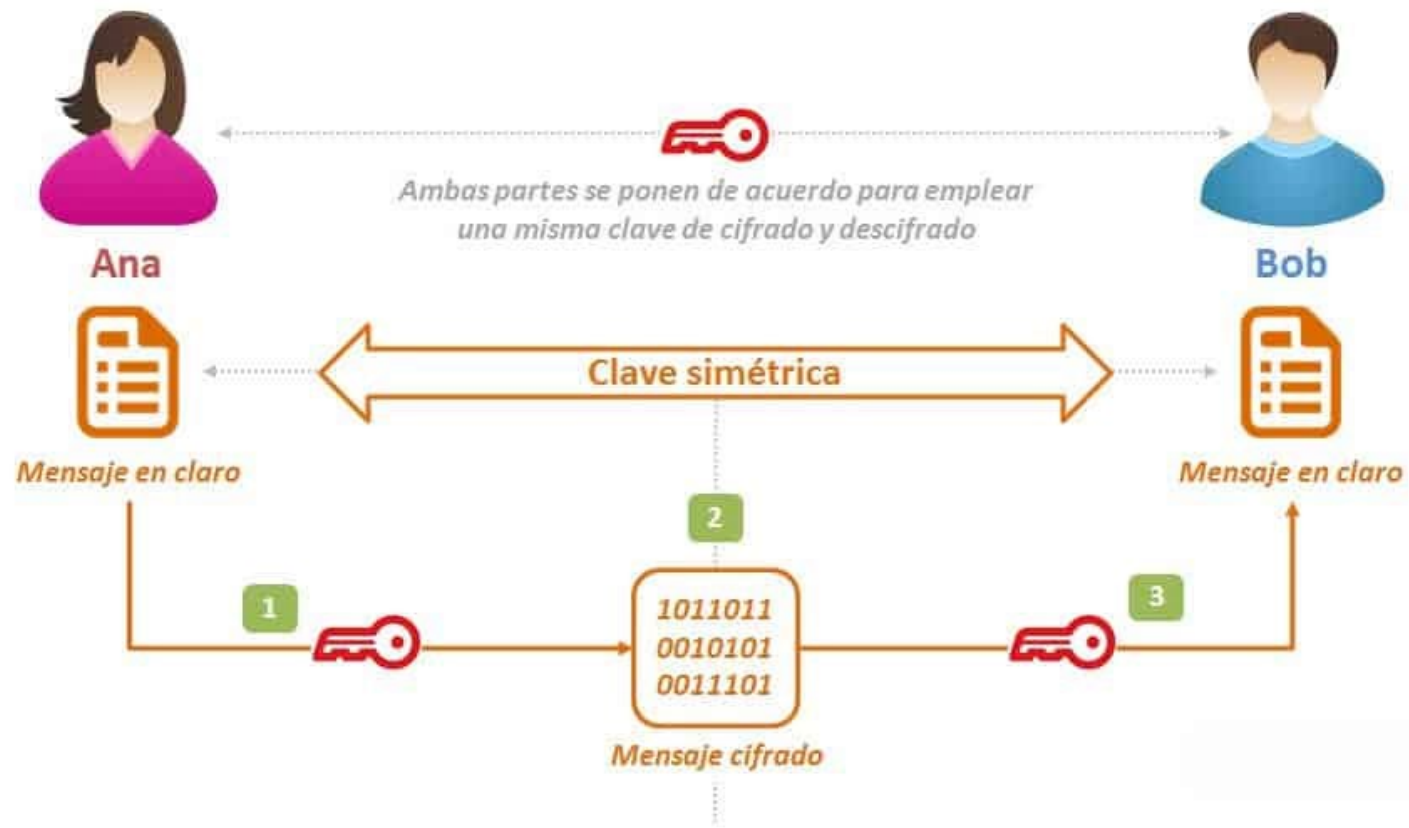 Ambas partes se ponen de acuerdo para emplear
una misma clave de cifrado y descifrado
Ana
Bob
Clave simétrica
Mensaje en claro
Mensaje en claro
2
1
3
1011011
0010101
0011101
Mensaje cifrado